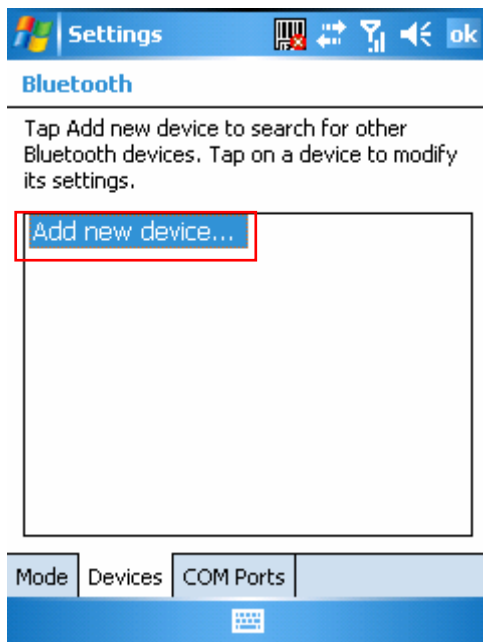 Settings
ok
Bluetooth
Tap Add new device to search for other
Bluetooth devices. Tap on a device to modify
its settings.
Add new device...
Mode
Devices
COM Ports